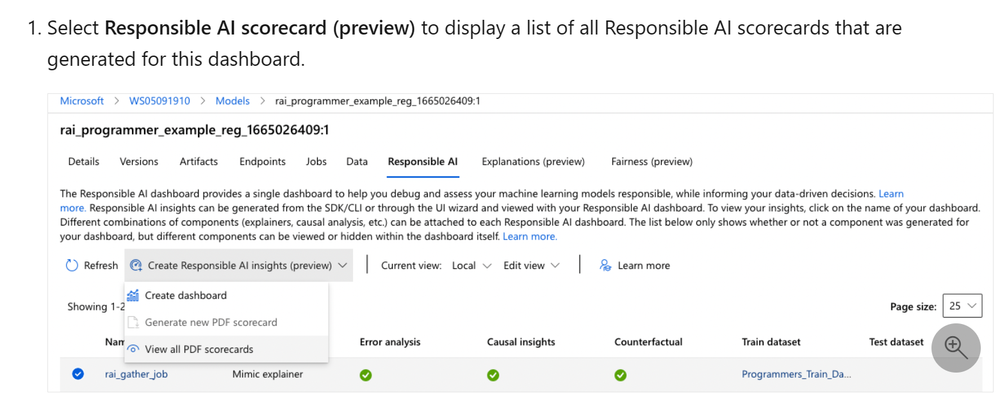 1. Select Responsible AI scorecard (preview) to display a list of all Responsible AI scorecards that are
generated for this dashboard.
Microsoft > WS05091910 > Models > rai_programmer_example_reg_1665026409:1
rai_programmer_example_reg_1665026409:1
Details Versions Artifacts Endpoints Jobs Data Responsible AI Explanations (preview) Fairness (preview)
The Responsible AI dashboard provides a single dashboard to help you debug and assess your machine learning models responsible, while informing your data-driven decisions. Learn
more. Responsible AI insights can be generated from the SDK/CLI or through the UI wizard and viewed with your Responsible AI dashboard. To view your insights, click on the name of your dashboard.
Different combinations of components (explainers, causal analysis, etc.) can be attached to each Responsible AI dashboard. The list below only shows whether or not a component was generated for
your dashboard, but different components can be viewed or hidden within the dashboard itself. Learn more.
Refresh Create Responsible AI insights (preview) Current view: Local Edit view Learn more
Create dashboard
Showing 1-2 Page size: 25
Generate new PDF scorecard
Nam Error analysis Causal insights Counterfactual Train dataset Test dataset
View all PDF scorecards
rai_gather_job Mimic explainer Programmers_Train_Da...